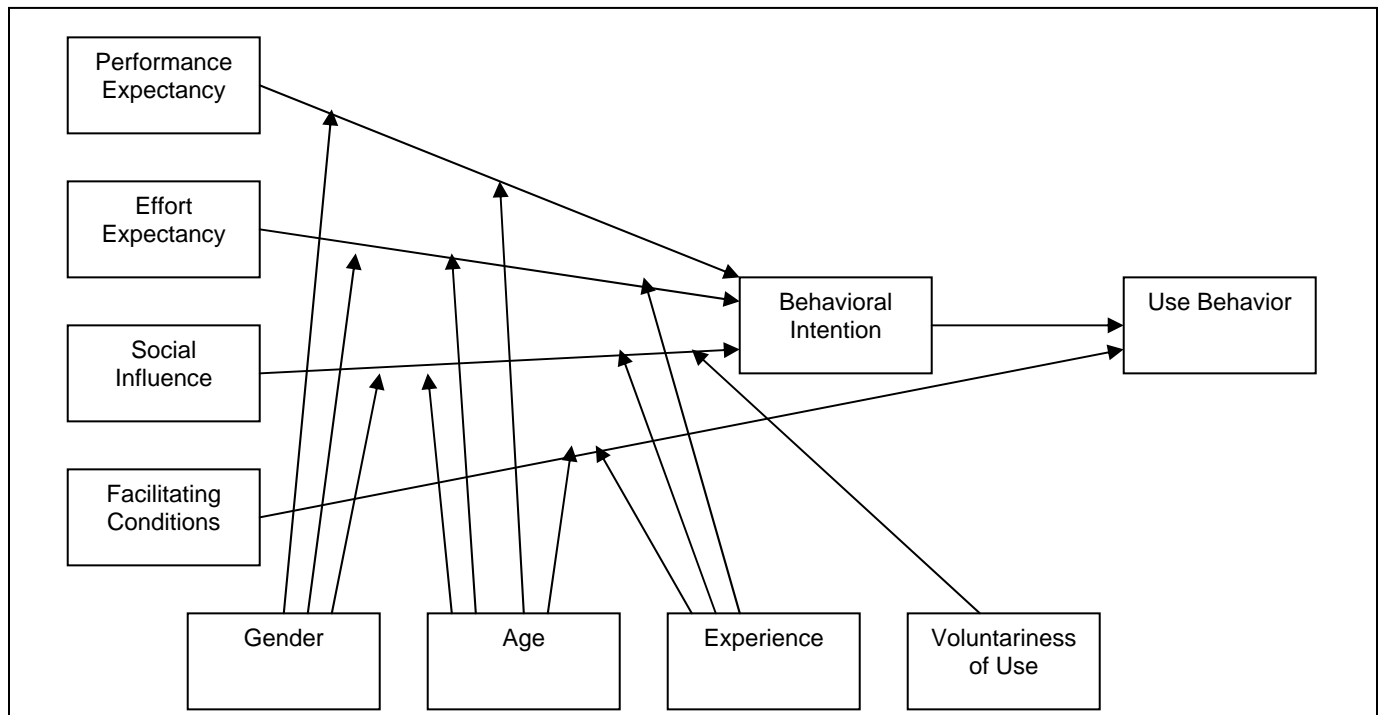 Performance
Expectancy
Effort
Expectancy
Social
Influence
Facilitating
Conditions
Behavioral
Intention
Use Behavior
Gender
Age
Experience
Voluntariness
of Use